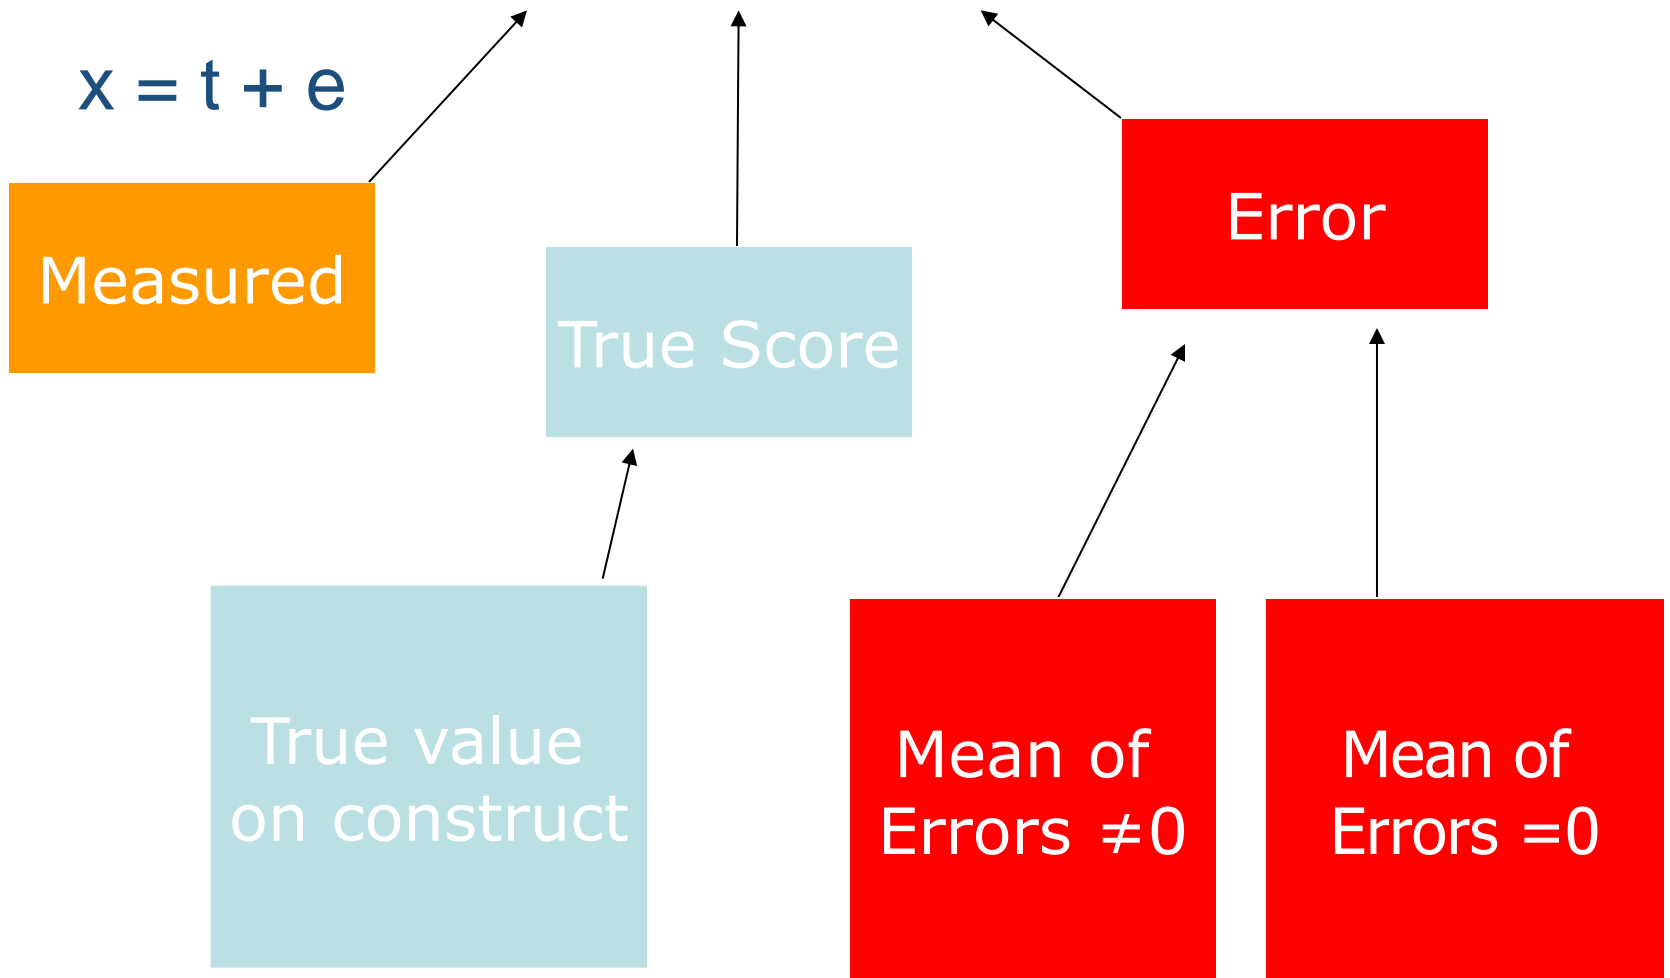 x = t + e
Measured
True Score
Error
True value
on construct
Mean of
Errors ≠0
Mean of
Errors =0